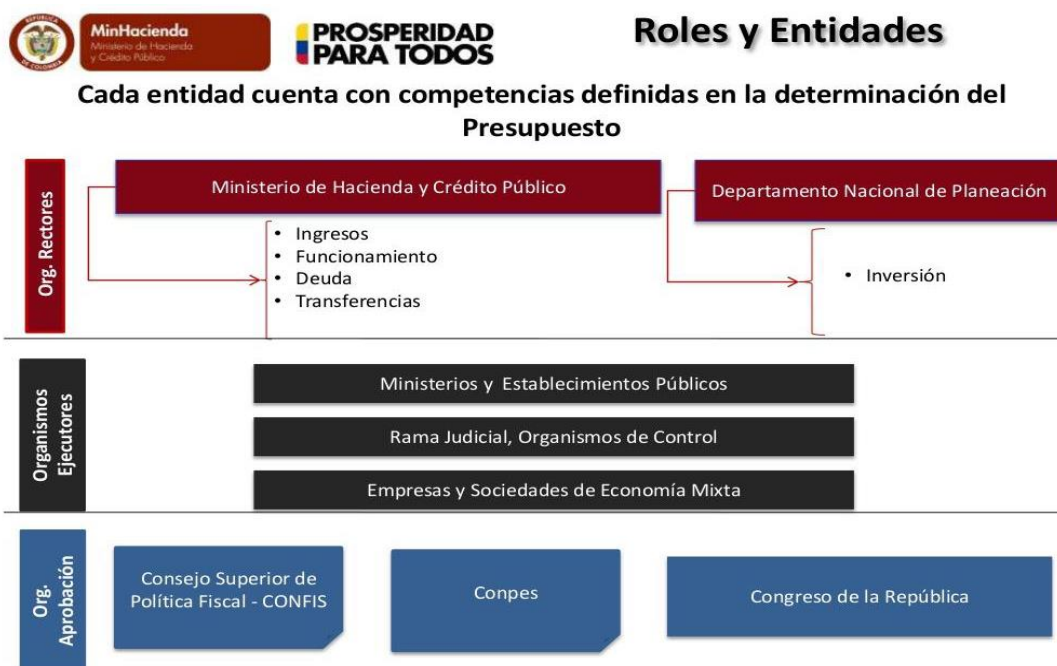 MinHacienda
Ministerio de Hacienda
y Crédito Público
PROSPERIDAD
PARA TODOS
Roles y Entidades
Cada entidad cuenta con competencias definidas en la determinación del
Presupuesto
Org. Rectores
Ministerio de Hacienda y Crédito Público
Departamento Nacional de Planeación
• Ingresos
• Funcionamiento
• Deuda
• Transferencias
• Inversión
Organismos
Ejecutores
Ministerios y Establecimientos Públicos
Rama Judicial, Organismos de Control
Empresas y Sociedades de Economía Mixta
Org.
Aprobación
Consejo Superior de
Política Fiscal - CONFIS
Conpes
Congreso de la República